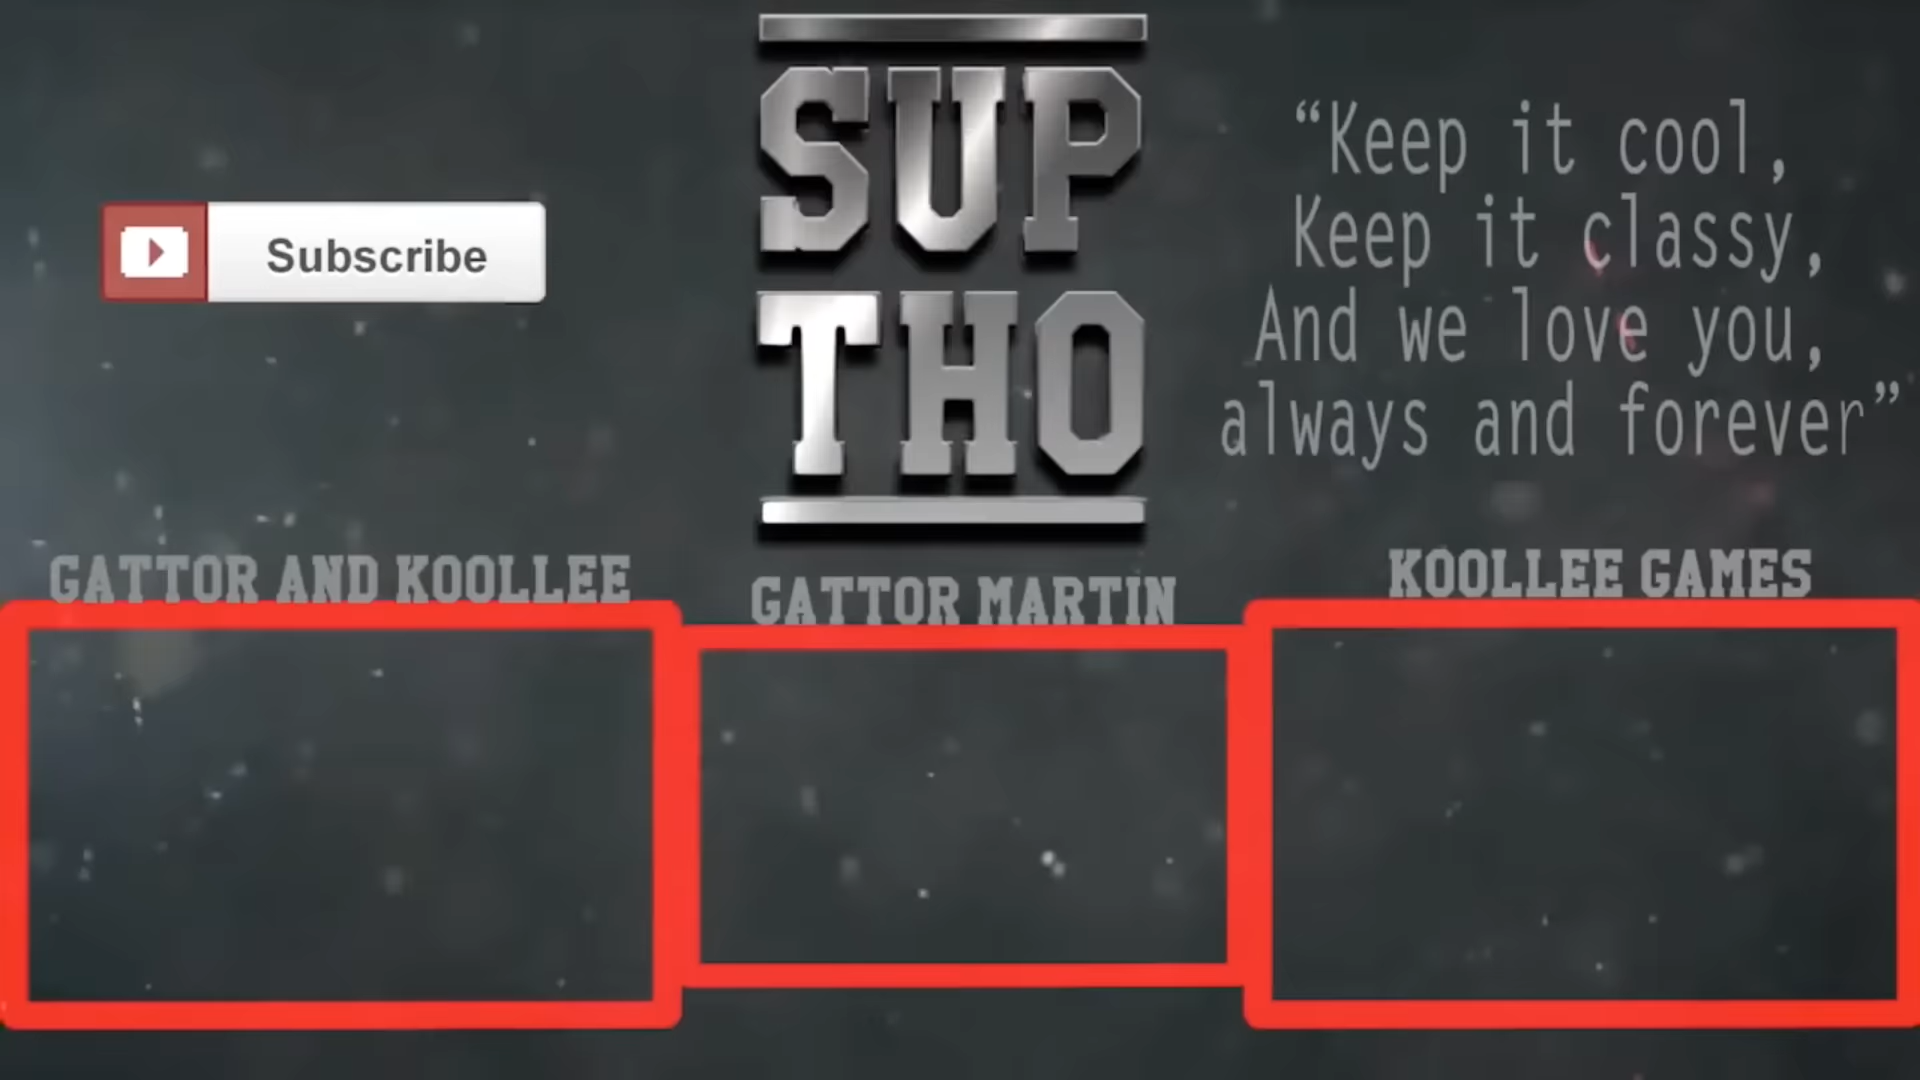 SUP
THO
Subscribe
“Keep it cool,
Keep it classy,
And we love you,
always and forever”
GATTOR AND KOOLLEE
GATTOR MARTIN
KOOLLEE GAMES